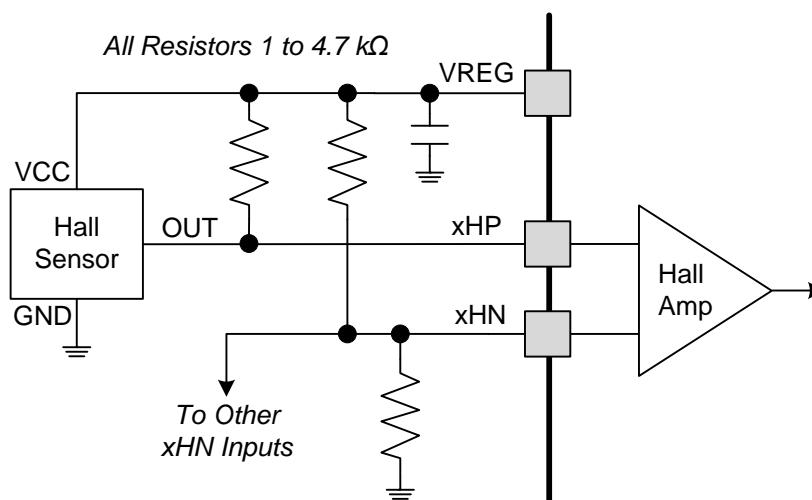 All Resistors 1 to 4.7 kΩ
VREG
VCC
Hall
Sensor
OUT
xHP
Hall
Amp
GND
xHN
To Other
xHN Inputs